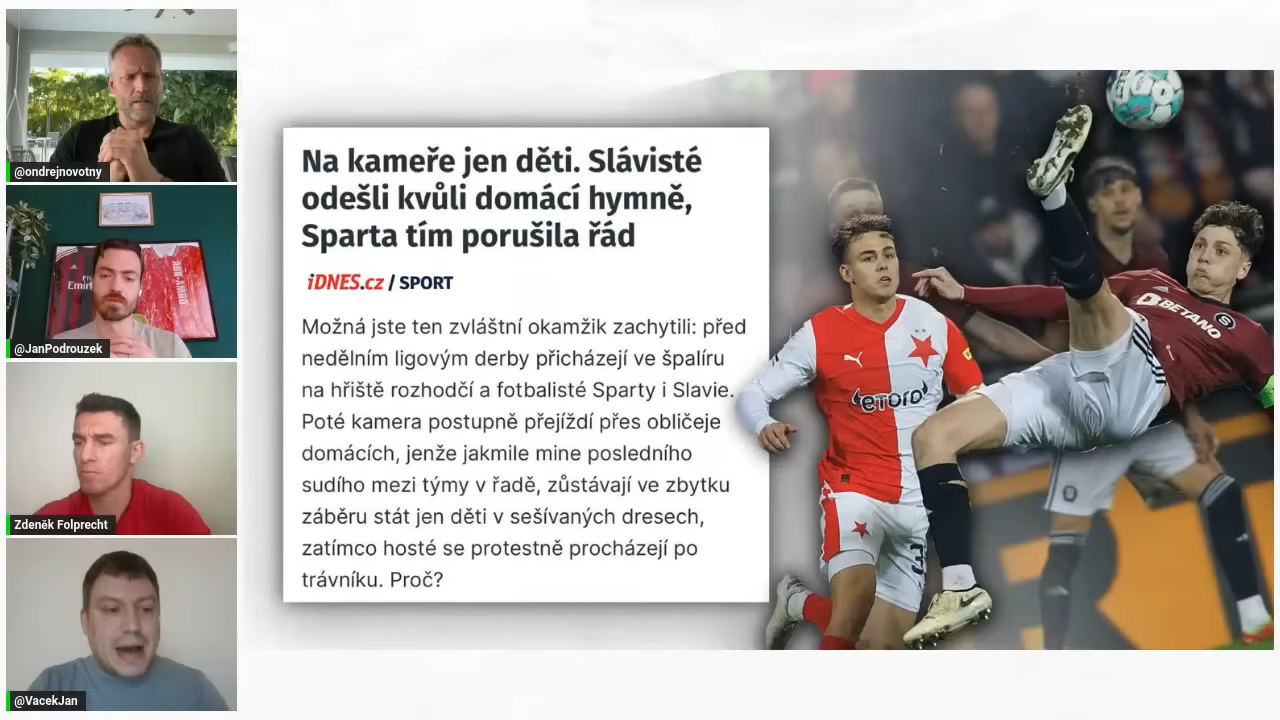 @ondrejnovotny
@JanPodrouzek
Zdeněk Folprecht
@VacekJan
Na kameře jen děti. Slávisté
odešli kvůli domácí hymně,
Sparta tím porušila řád
iDNES.cz / SPORT
Možná jste ten zvláštní okamžik zachytili: před
nedělním ligovým derby přicházejí ve špalíru
na hřiště rozhodčí a fotbalisté Sparty i Slavie.
Poté kamera postupně přejíždí přes obličeje
domácích, jenže jakmile mine posledního
sudího mezi týmy v řadě, zůstávají ve zbytku
záběru stát jen děti v sešívaných dresech,
zatímco hosté se protestně procházejí po
trávníku. Proč?
eToro
BETANO
S
3